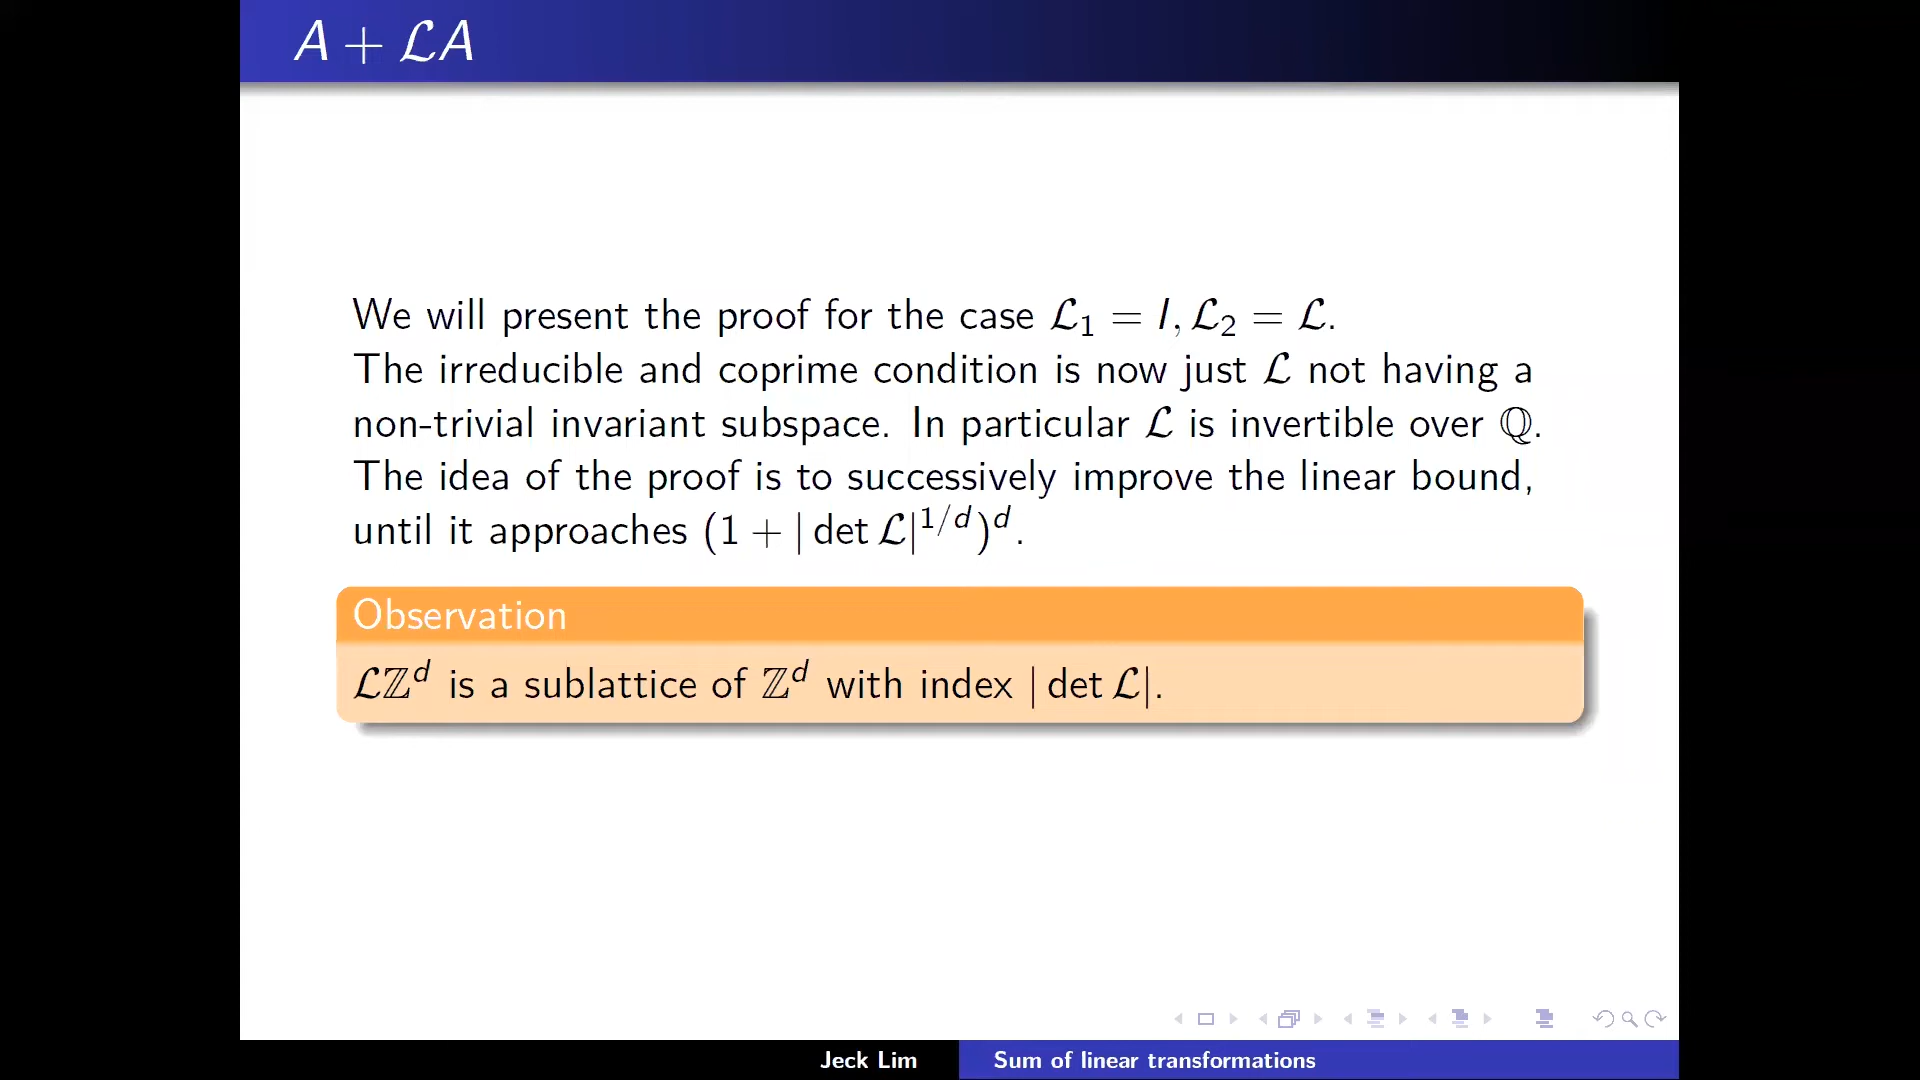 A + ℒA
We will present the proof for the case ℒ₁ = I, ℒ₂ = ℒ.
The irreducible and coprime condition is now just ℒ not having a
non-trivial invariant subspace. In particular ℒ is invertible over ℚ.
The idea of the proof is to successively improve the linear bound,
until it approaches (1 + | det ℒ|^{1/d})^d.
Observation
ℒℤ^d is a sublattice of ℤ^d with index | det ℒ|.
Jeck Lim
Sum of linear transformations